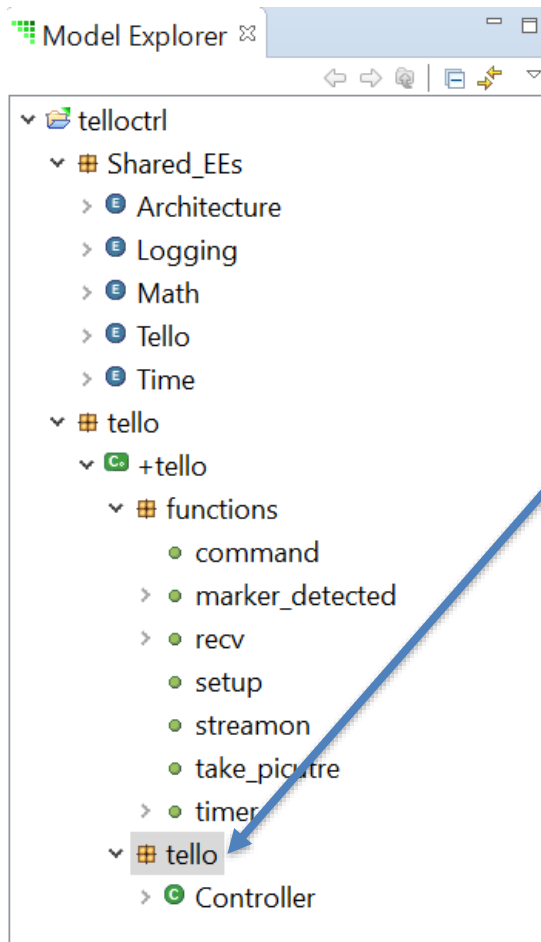 Model Explorer
telloctrl
Shared_EEs
Architecture
Logging
Math
Tello
Time
tello
+tello
functions
command
marker_detected
recv
setup
streamon
take_picutre
timer
tello
Controller